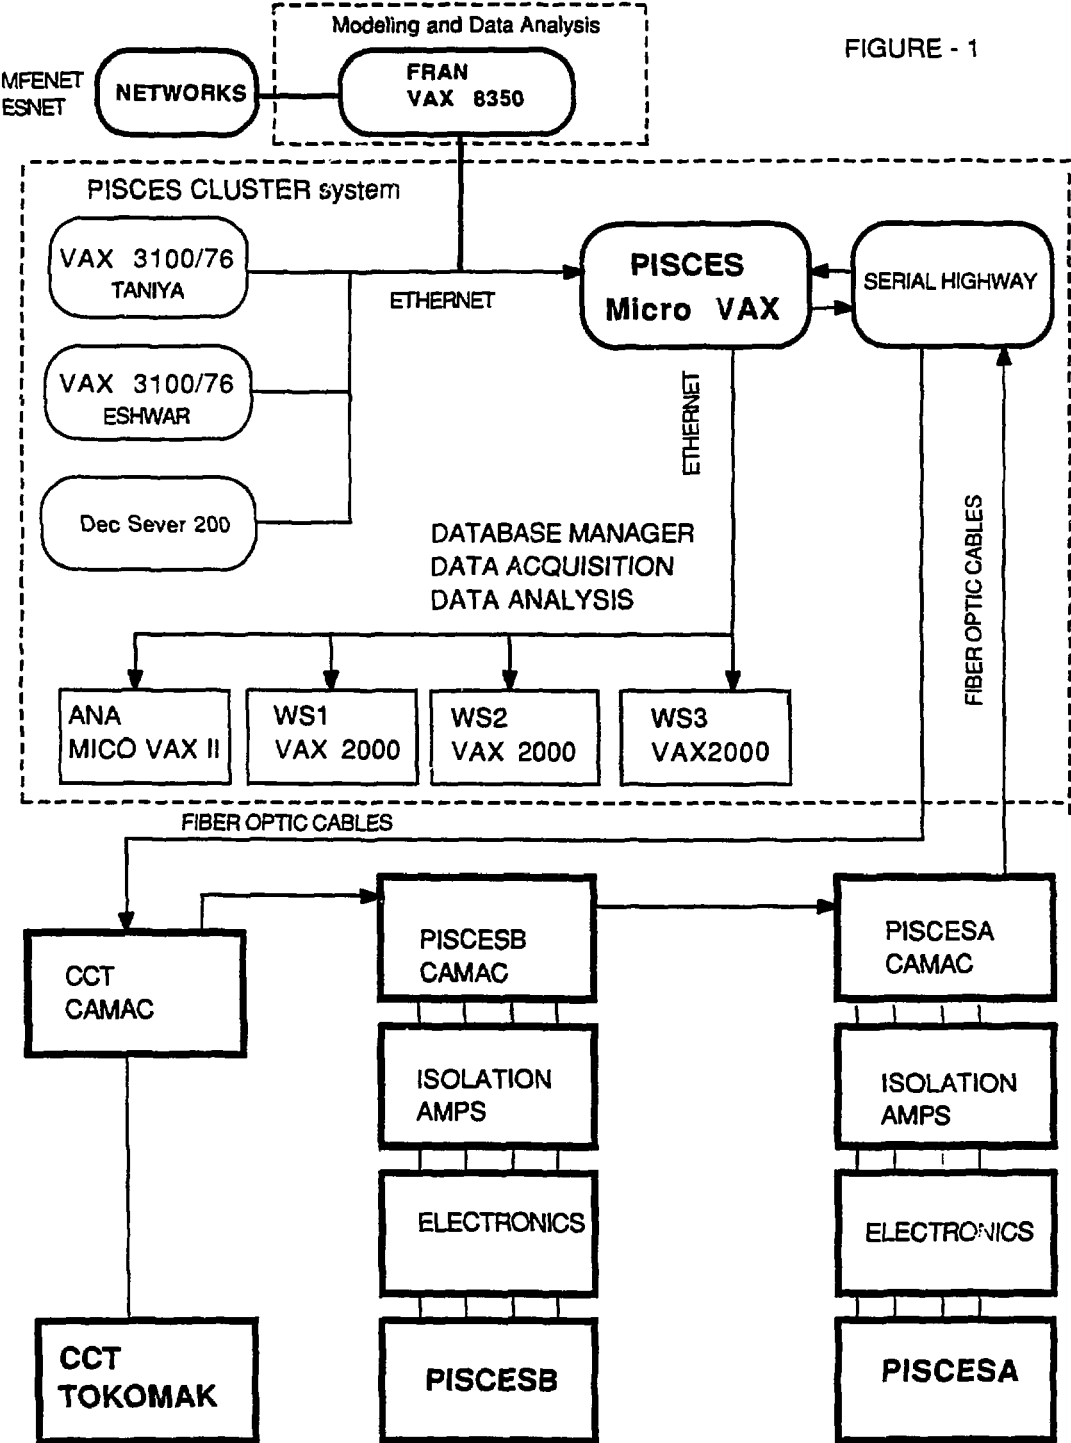 Modeling and Data Analysis
FIGURE - 1
MFENET
ESNET
NETWORKS
FRAN
VAX 8350
PISCES CLUSTER system
VAX 3100/76
TANIYA
ETHERNET
PISCES
Micro VAX
SERIAL HIGHWAY
VAX 3100/76
ESHWAR
ETHERNET
Dec Sever 200
DATABASE MANAGER
DATA ACQUISITION
DATA ANALYSIS
FIBER OPTIC CABLES
ANA
MICO VAX II
WS1
VAX 2000
WS2
VAX 2000
WS3
VAX2000
FIBER OPTIC CABLES
CCT
CAMAC
PISCESB
CAMAC
PISCESA
CAMAC
ISOLATION
AMPS
ISOLATION
AMPS
ELECTRONICS
ELECTRONICS
CCT
TOKOMAK
PISCESB
PISCESA